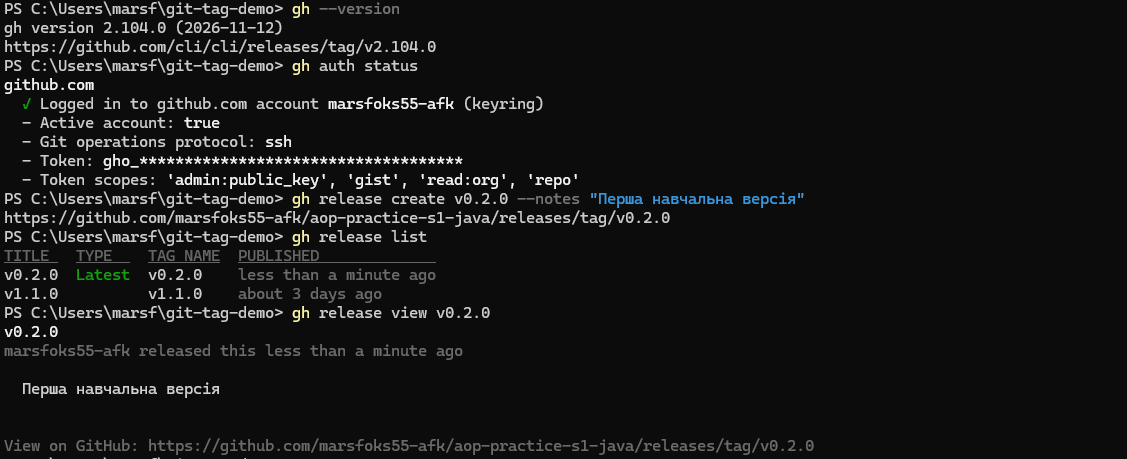 PS C:\Users\marsf\git-tag-demo> gh --version
gh version 2.104.0 (2026-11-12)
https://github.com/cli/cli/releases/tag/v2.104.0
PS C:\Users\marsf\git-tag-demo> gh auth status
github.com
✓ Logged in to github.com account marsfoks55-afk (keyring)
- Active account: true
- Git operations protocol: ssh
- Token: gho_************************************
- Token scopes: 'admin:public_key', 'gist', 'read:org', 'repo'
PS C:\Users\marsf\git-tag-demo> gh release create v0.2.0 --notes "Перша навчальна версія"
https://github.com/marsfoks55-afk/aop-practice-s1-java/releases/tag/v0.2.0
PS C:\Users\marsf\git-tag-demo> gh release list
TITLE TYPE TAG NAME PUBLISHED
v0.2.0 Latest v0.2.0 less than a minute ago
v1.1.0 v1.1.0 about 3 days ago
PS C:\Users\marsf\git-tag-demo> gh release view v0.2.0
v0.2.0
marsfoks55-afk released this less than a minute ago
Перша навчальна версія
View on GitHub: https://github.com/marsfoks55-afk/aop-practice-s1-java/releases/tag/v0.2.0